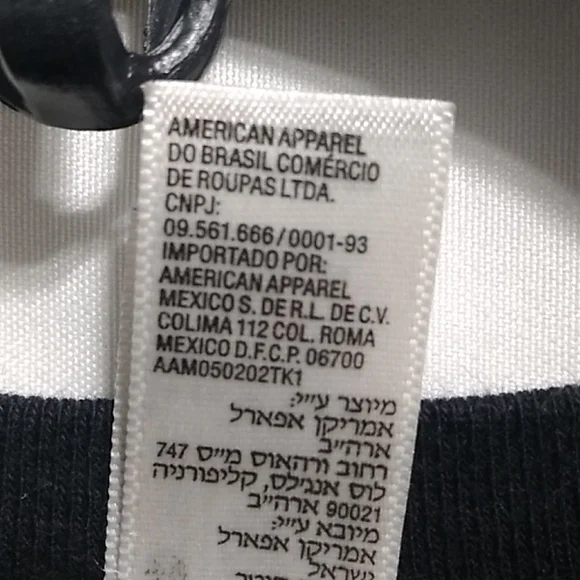 AMERICAN APPAREL
DO BRASIL COMÉRCIO
DE ROUPAS LTDA.
CNPJ:
09.561.666/0001-93
IMPORTADO POR:
AMERICAN APPAREL
MEXICO S. DE R.L. DE C.V.
COLIMA 112 COL. ROMA
MEXICO D.F.C.P. 06700
AAM050202TK1
מיוצר ע״י:
אמריקן אפארל
ארה״ב
רחוב ורהאוס מ״ס 747
לוס אנג׳לס, קליפורניה
90021 ארה״ב
מיובא ע״י:
אמריקן אפארל
ישראל